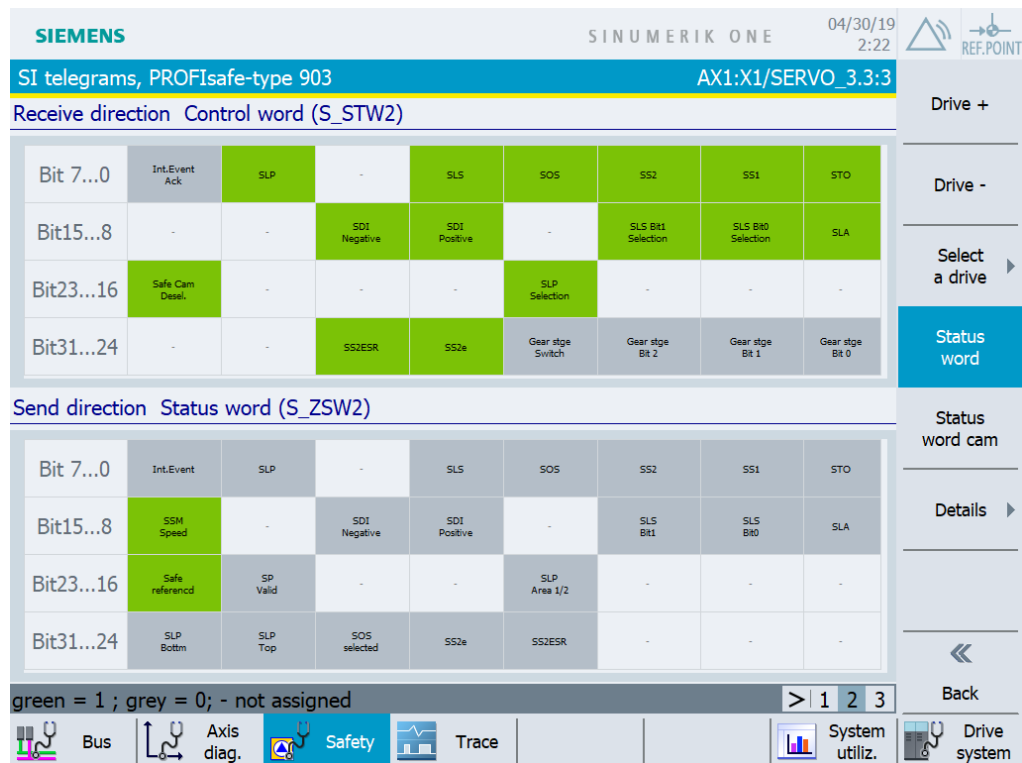 SIEMENS
SINUMERIK ONE
04/30/19
2:22
REF.POINT
SI telegrams, PROFIsafe-type 903
AX1:X1/SERVO_3.3:3
Receive direction Control word (S_STW2)
Bit 7...0
Int.Event
Ack
SLP
-
SLS
SOS
SS2
SS1
STO
Bit15...8
-
-
SDI
Negative
SDI
Positive
-
SLS Bit1
Selection
SLS Bit0
Selection
SLA
Bit23...16
Safe Cam
Desel.
-
-
-
SLP
Selection
-
-
-
Bit31...24
-
-
SS2ESR
SS2e
Gear stge
Switch
Gear stge
Bit 2
Gear stge
Bit 1
Gear stge
Bit 0
Send direction Status word (S_ZSW2)
Bit 7...0
Int.Event
SLP
-
SLS
SOS
SS2
SS1
STO
Bit15...8
SSM
Speed
-
SDI
Negative
SDI
Positive
-
SLS
Bit1
SLS
Bit0
SLA
Bit23...16
Safe
referencd
SP
Valid
-
-
SLP
Area 1/2
-
-
-
Bit31...24
SLP
Bottm
SLP
Top
SOS
selected
SS2e
SS2ESR
-
-
-
green = 1 ; grey = 0; - not assigned
> 1 2 3
Drive +
Drive -
Select
a drive
Status
word
Status
word cam
Details
Back
Bus
Axis
diag.
Safety
Trace
System
utiliz.
Drive
system